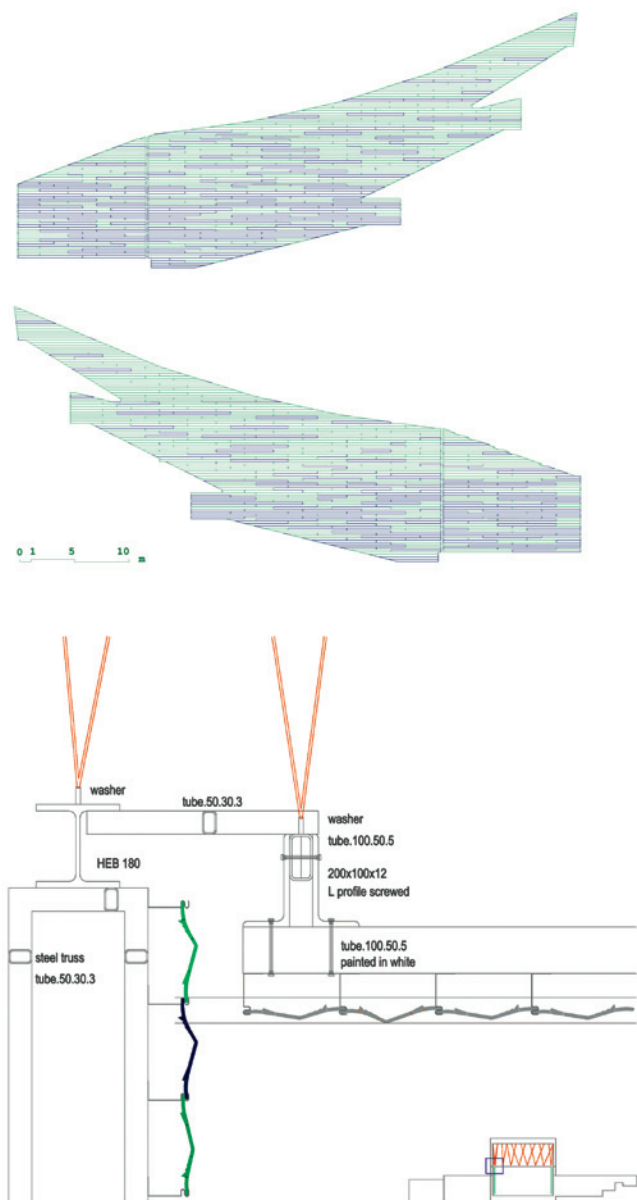 0 1 5 10 m
washer
tube.50.30.3
washer
tube.100.50.5
HEB 180
200x100x12
L profile screwed
steel truss
tube.50.30.3
tube.100.50.5
painted in white